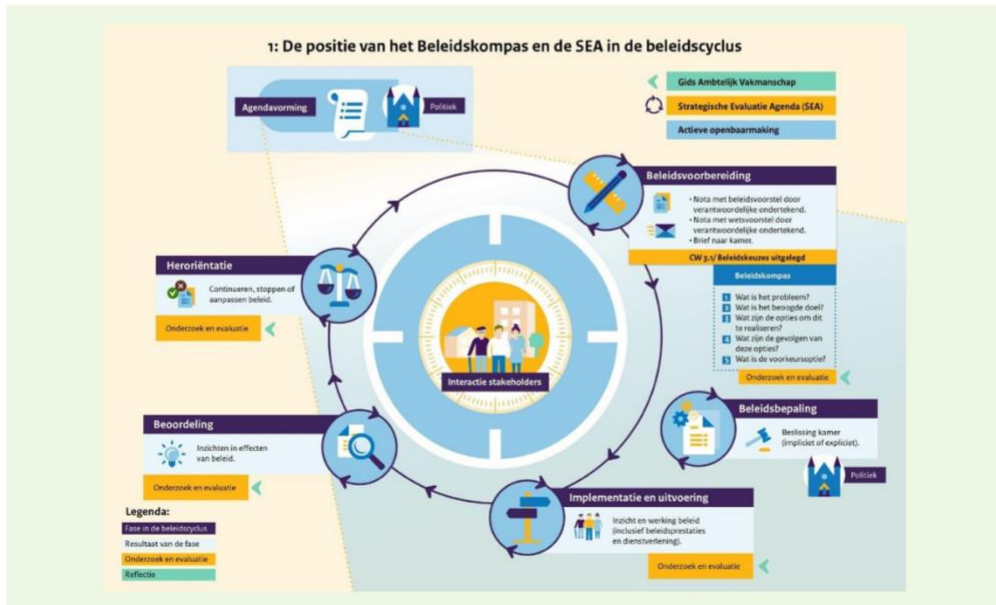 1: De positie van het Beleidskompas en de SEA in de beleidscyclus
Agendavorming
Politiek
Gids Ambtelijk Vakmanschap
Strategische Evaluatie Agenda (SEA)
Actieve openbaarmaking
Beleidsvoorbereiding
• Nota met beleidsvoorstel door
verantwoordelijke ondertekend.
• Nota met wetsvoorstel door
verantwoordelijke ondertekend.
• Brief naar kamer.
CW 3.1/ Beleidskeuzes uitgelegd
Beleidskompas
1 Wat is het probleem?
2 Wat is het beoogde doel?
3 Wat zijn de opties om dit
te realiseren?
4 Wat zijn de gevolgen van
deze opties?
5 Wat is de voorkeursoptie?
Onderzoek en evaluatie
Beleidsbepaling
Beslissing kamer
(impliciet of expliciet).
Politiek
Implementatie en uitvoering
Inzicht en werking beleid
(inclusief beleidsprestaties
en dienstverlening).
Onderzoek en evaluatie
Interactie stakeholders
Heroriëntatie
Continueren, stoppen of
aanpassen beleid.
Onderzoek en evaluatie
Beoordeling
Inzichten in effecten
van beleid.
Onderzoek en evaluatie
Legenda:
Fase in de beleidscyclus
Resultaat van de fase
Onderzoek en evaluatie
Reflectie